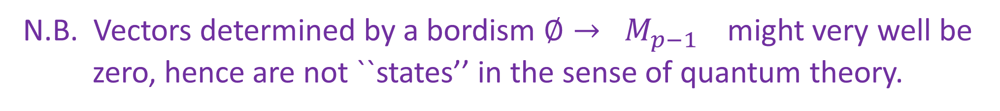 N.B. Vectors determined by a bordism ∅ → M_{p−1} might very well be
zero, hence are not ``states’’ in the sense of quantum theory.